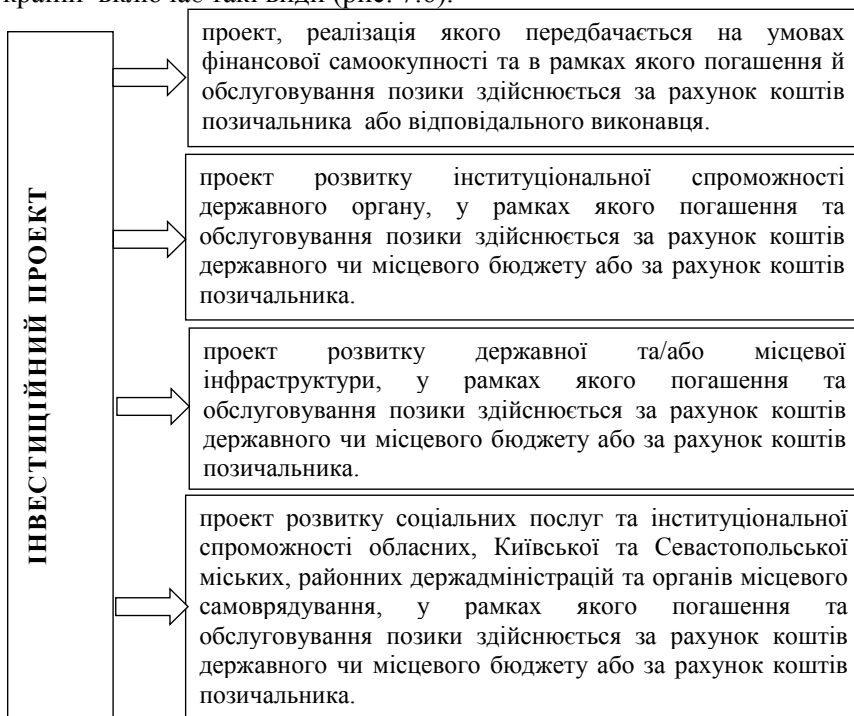 країни включає такі види (рис. 7.6).
проект, реалізація якого передбачається на умовах
фінансової самоокупності та в рамках якого погашення й
обслуговування позики здійснюється за рахунок коштів
позичальника або відповідального виконавця.
ІНВЕСТИЦІЙНИЙ ПРОЕКТ
проект розвитку інституціональної спроможності
державного органу, у рамках якого погашення та
обслуговування позики здійснюється за рахунок коштів
державного чи місцевого бюджету або за рахунок коштів
позичальника.
проект розвитку державної та/або місцевої
інфраструктури, у рамках якого погашення та
обслуговування позики здійснюється за рахунок коштів
державного чи місцевого бюджету або за рахунок коштів
позичальника.
проект розвитку соціальних послуг та інституціональної
спроможності обласних, Київської та Севастопольської
міських, районних держадміністрацій та органів місцевого
самоврядування, у рамках якого погашення та
обслуговування позики здійснюється за рахунок коштів
державного чи місцевого бюджету або за рахунок коштів
позичальника.